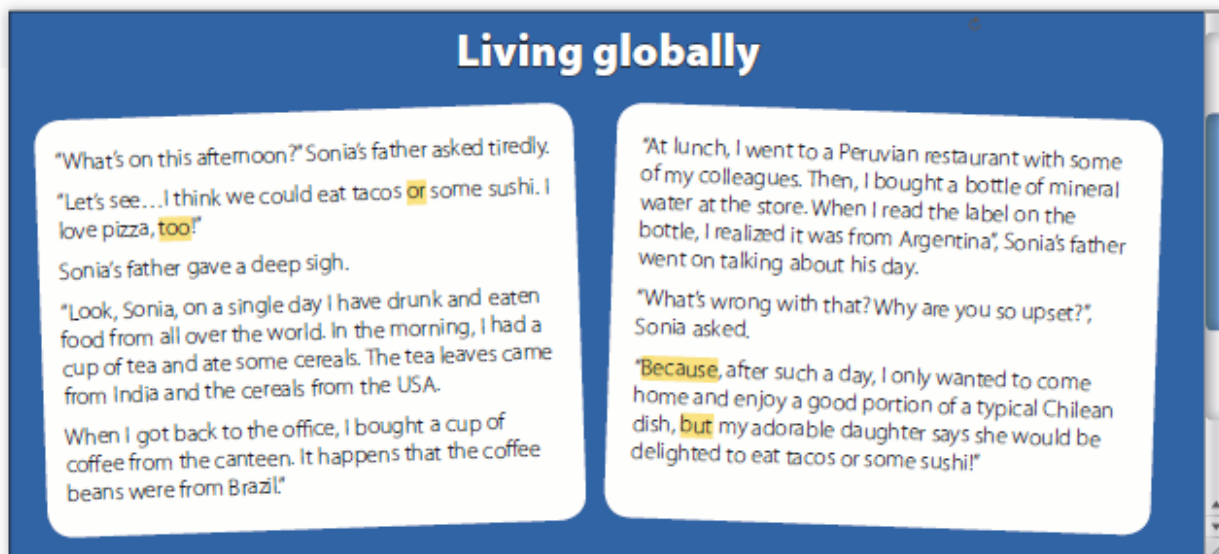 Living globally
“What’s on this afternoon?” Sonia’s father asked tiredly.
“Let’s see…I think we could eat tacos or some sushi. I
love pizza, too!”
Sonia’s father gave a deep sigh.
“Look, Sonia, on a single day I have drunk and eaten
food from all over the world. In the morning, I had a
cup of tea and ate some cereals. The tea leaves came
from India and the cereals from the USA.
When I got back to the office, I bought a cup of
coffee from the canteen. It happens that the coffee
beans were from Brazil.”
“At lunch, I went to a Peruvian restaurant with some
of my colleagues. Then, I bought a bottle of mineral
water at the store. When I read the label on the
bottle, I realized it was from Argentina”, Sonia’s father
went on talking about his day.
“What’s wrong with that? Why are you so upset?”,
Sonia asked.
“Because, after such a day, I only wanted to come
home and enjoy a good portion of a typical Chilean
dish, but my adorable daughter says she would be
delighted to eat tacos or some sushi!”